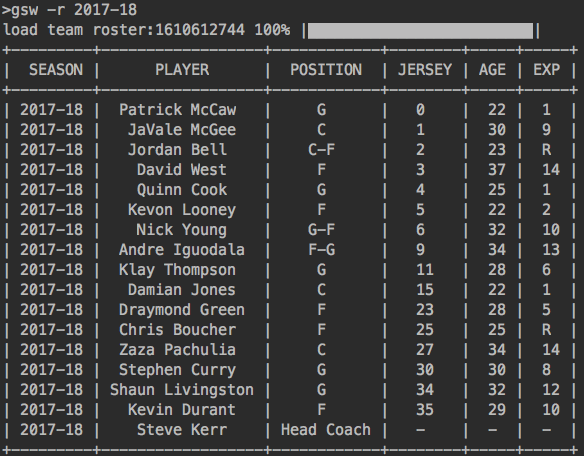 >gsw -r 2017-18
load team roster:1610612744 100% | |
+---------+------------------+------------+--------+-----+-----+
| SEASON | PLAYER | POSITION | JERSEY | AGE | EXP |
+---------+------------------+------------+--------+-----+-----+
| 2017-18 | Patrick McCaw | G | 0 | 22 | 1 |
| 2017-18 | JaVale McGee | C | 1 | 30 | 9 |
| 2017-18 | Jordan Bell | C-F | 2 | 23 | R |
| 2017-18 | David West | F | 3 | 37 | 14 |
| 2017-18 | Quinn Cook | G | 4 | 25 | 1 |
| 2017-18 | Kevon Looney | F | 5 | 22 | 2 |
| 2017-18 | Nick Young | G-F | 6 | 32 | 10 |
| 2017-18 | Andre Iguodala | F-G | 9 | 34 | 13 |
| 2017-18 | Klay Thompson | G | 11 | 28 | 6 |
| 2017-18 | Damian Jones | C | 15 | 22 | 1 |
| 2017-18 | Draymond Green | F | 23 | 28 | 5 |
| 2017-18 | Chris Boucher | F | 25 | 25 | R |
| 2017-18 | Zaza Pachulia | C | 27 | 34 | 14 |
| 2017-18 | Stephen Curry | G | 30 | 30 | 8 |
| 2017-18 | Shaun Livingston | G | 34 | 32 | 12 |
| 2017-18 | Kevin Durant | F | 35 | 29 | 10 |
| 2017-18 | Steve Kerr | Head Coach | - | - | - |
+---------+------------------+------------+--------+-----+-----+